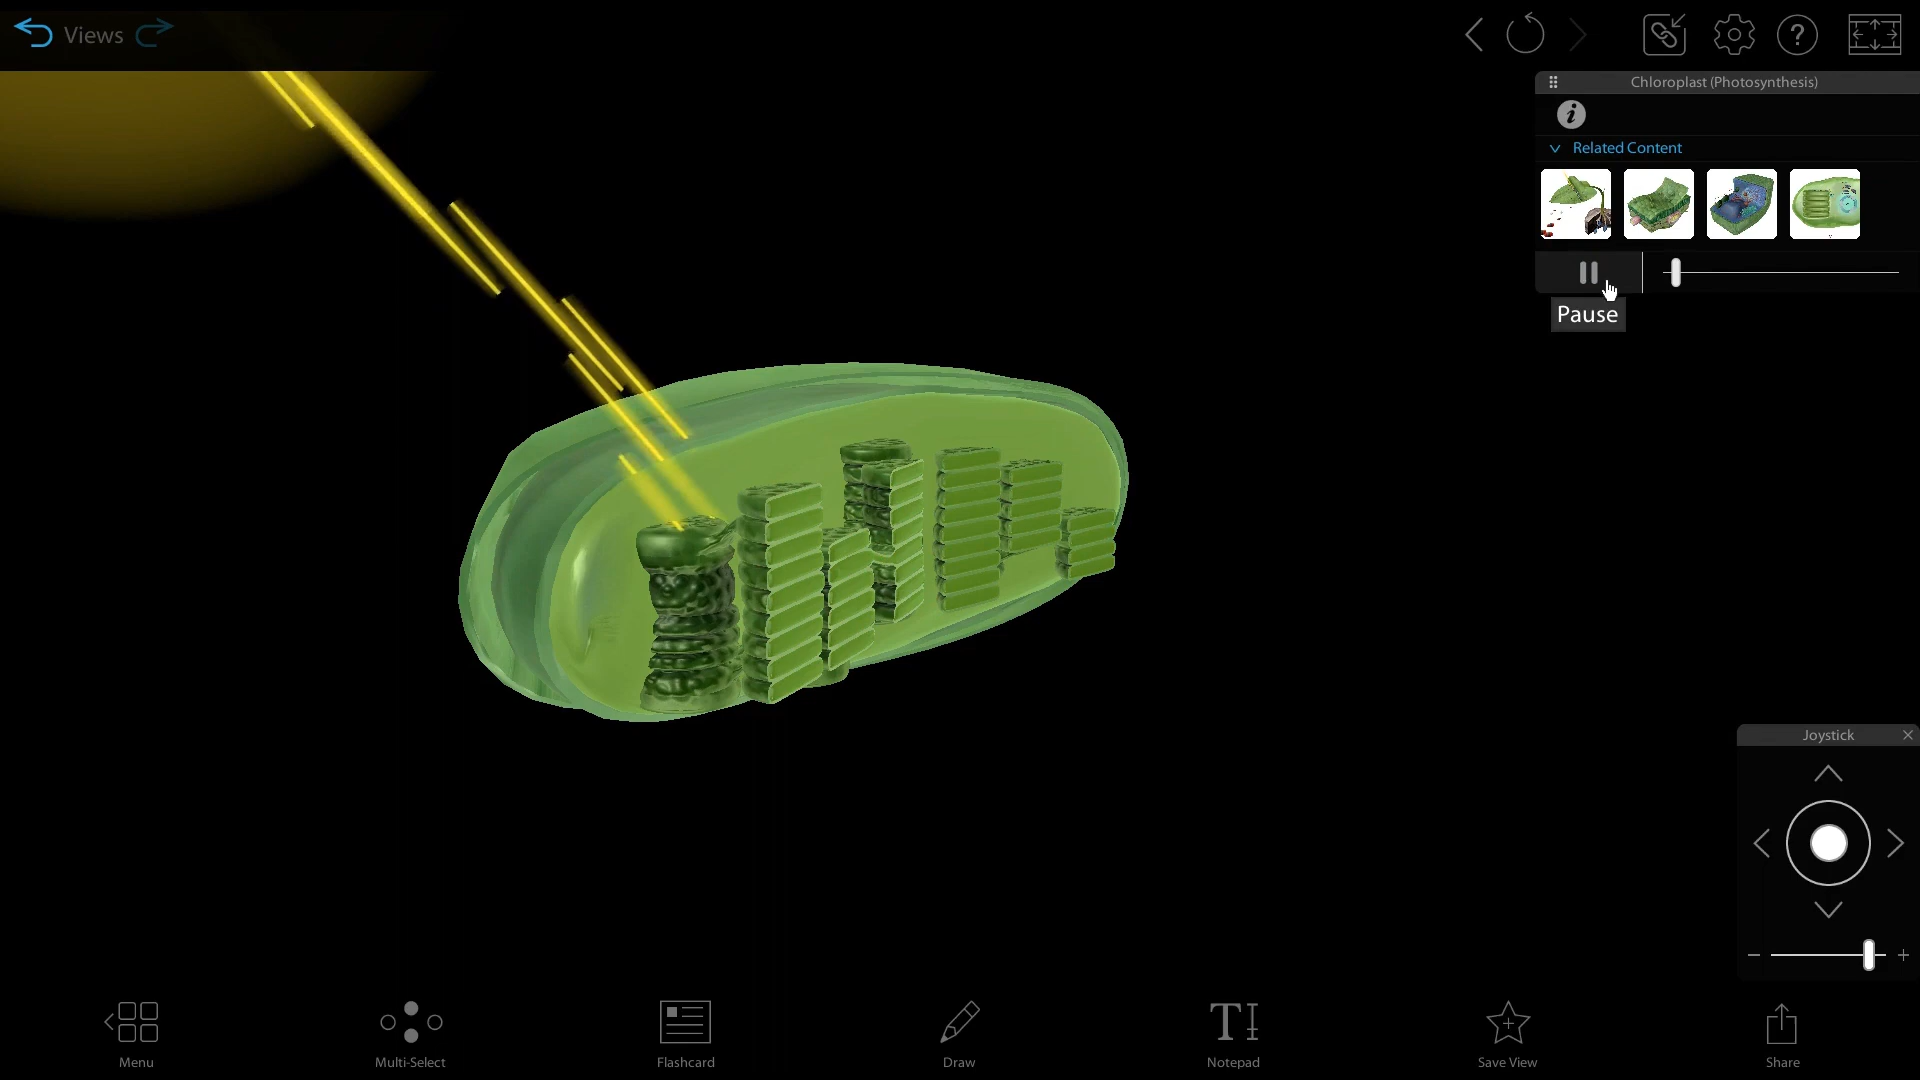 Views
Chloroplast (Photosynthesis)
Related Content
Pause
Joystick
Menu
Multi-Select
Flashcard
Draw
Notepad
Save View
Share